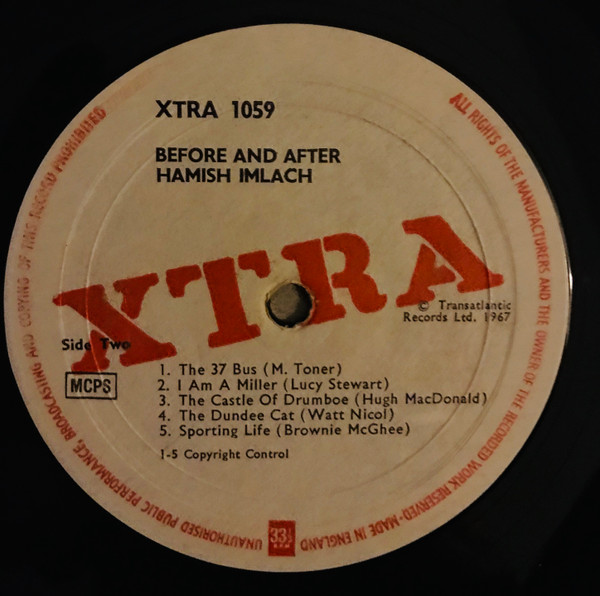 XTRA 1059
BEFORE AND AFTER
HAMISH IMLACH
XTRA
© Transatlantic
Records Ltd. 1967
Side Two
MCPS
1. The 37 Bus (M. Toner)
2. I Am A Miller (Lucy Stewart)
3. The Castle Of Drumboe (Hugh MacDonald)
4. The Dundee Cat (Watt Nicol)
5. Sporting Life (Brownie McGhee)
1-5 Copyright Control
ALL RIGHTS OF THE MANUFACTURERS AND THE OWNER OF THE RECORDED WORK RESERVED-MADE IN ENGLAND
33⅓
UNAUTHORISED PUBLIC PERFORMANCE, BROADCASTING AND COPYING OF THIS RECORD PROHIBITED